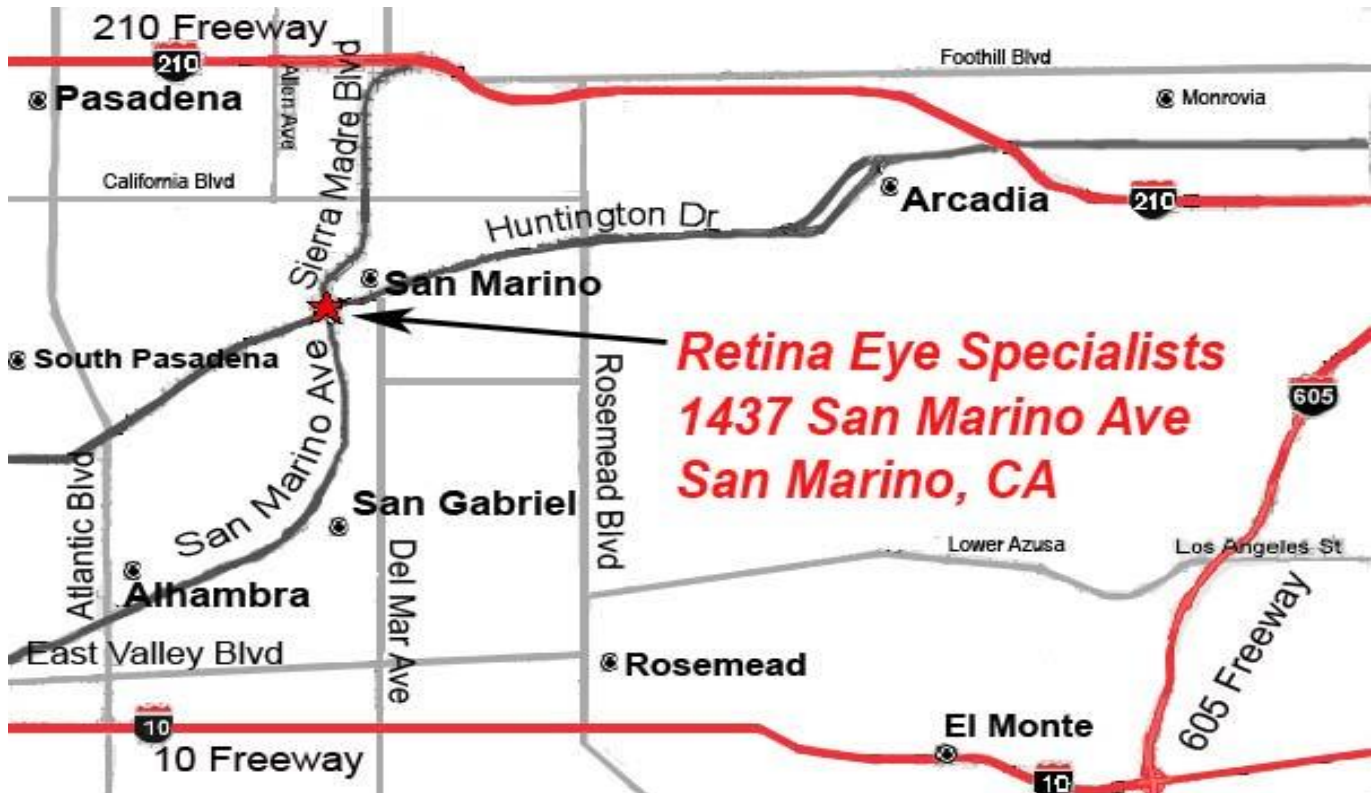 210 Freeway
210
Foothill Blvd
Pasadena
Allen Ave
Sierra Madre Blvd
Monrovia
California Blvd
Arcadia
210
Huntington Dr
San Marino
South Pasadena
Retina Eye Specialists
1437 San Marino Ave
San Marino, CA
605
San Marino Ave
Rosemead Blvd
Atlantic Blvd
San Gabriel
Del Mar Ave
Lower Azusa
Los Angeles St
Alhambra
East Valley Blvd
Rosemead
605 Freeway
10
10 Freeway
El Monte
10